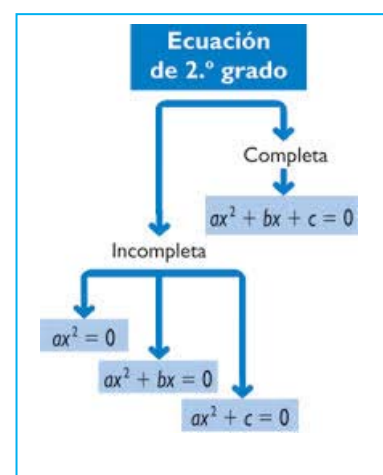 Ecuación
de 2.º grado
Completa
ax² + bx + c = 0
Incompleta
ax² = 0
ax² + bx = 0
ax² + c = 0